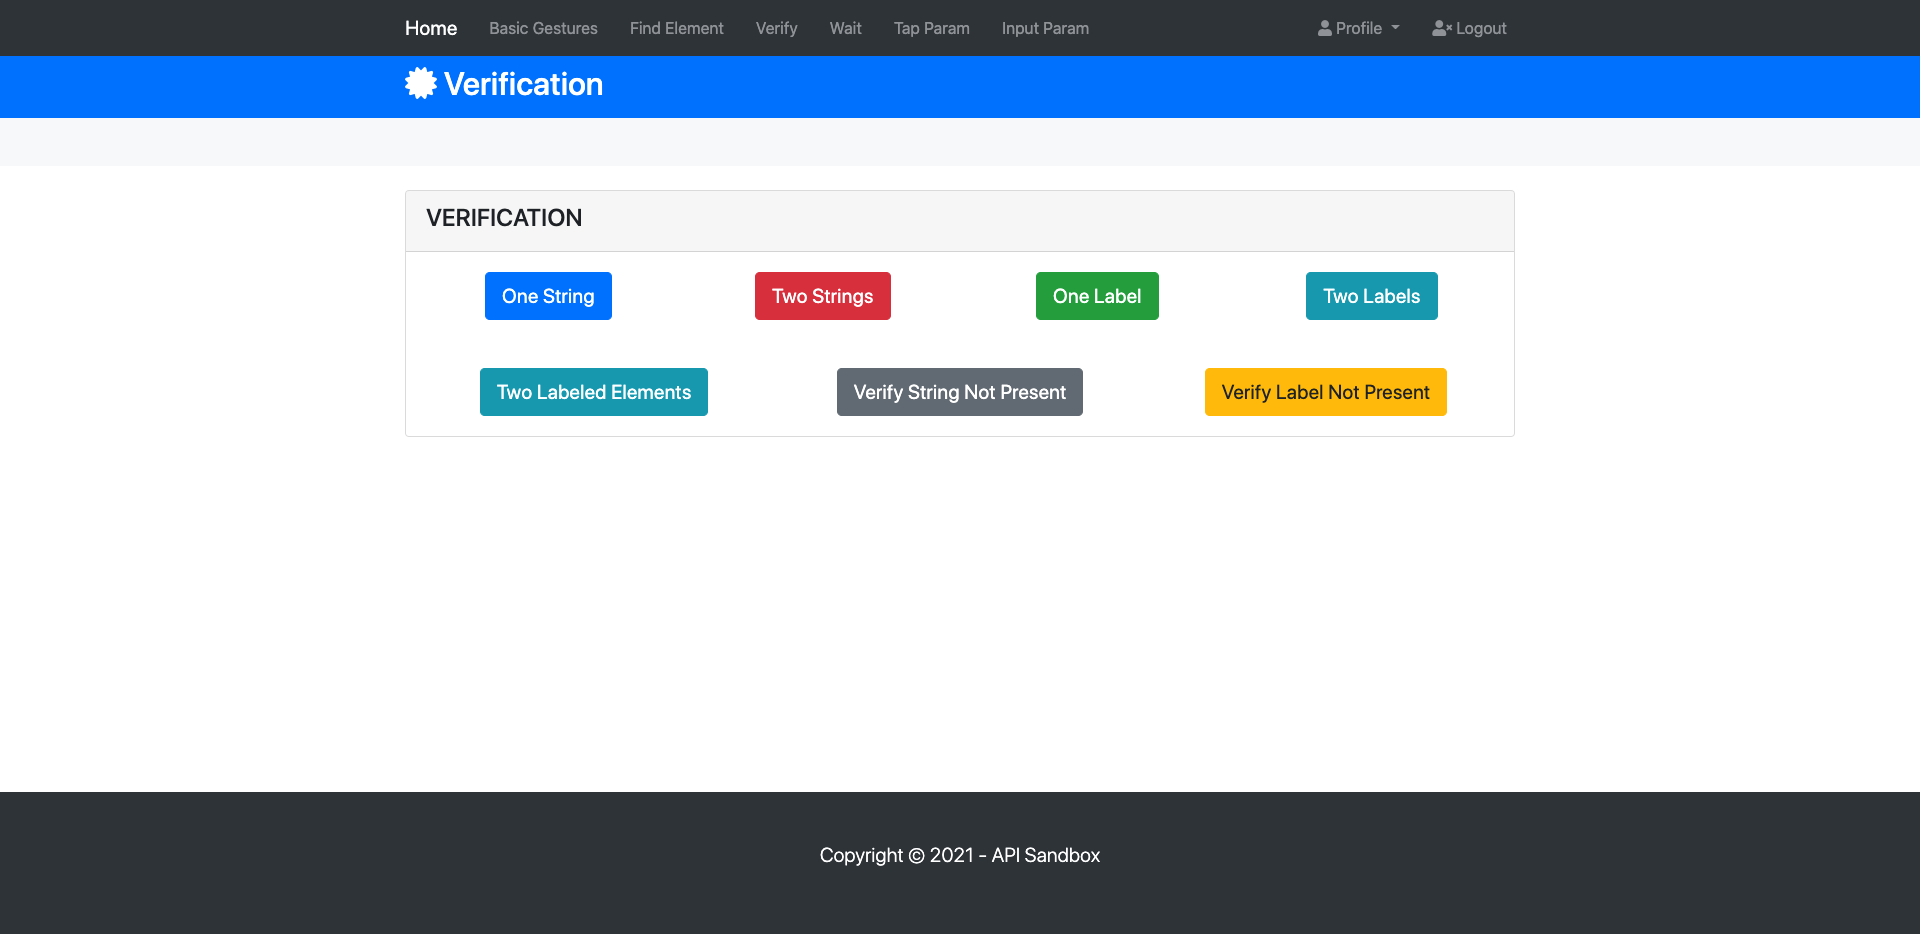 Home Basic Gestures Find Element Verify Wait Tap Param Input Param Profile Logout
Verification
VERIFICATION
One String Two Strings One Label Two Labels
Two Labeled Elements Verify String Not Present Verify Label Not Present
Copyright © 2021 - API Sandbox